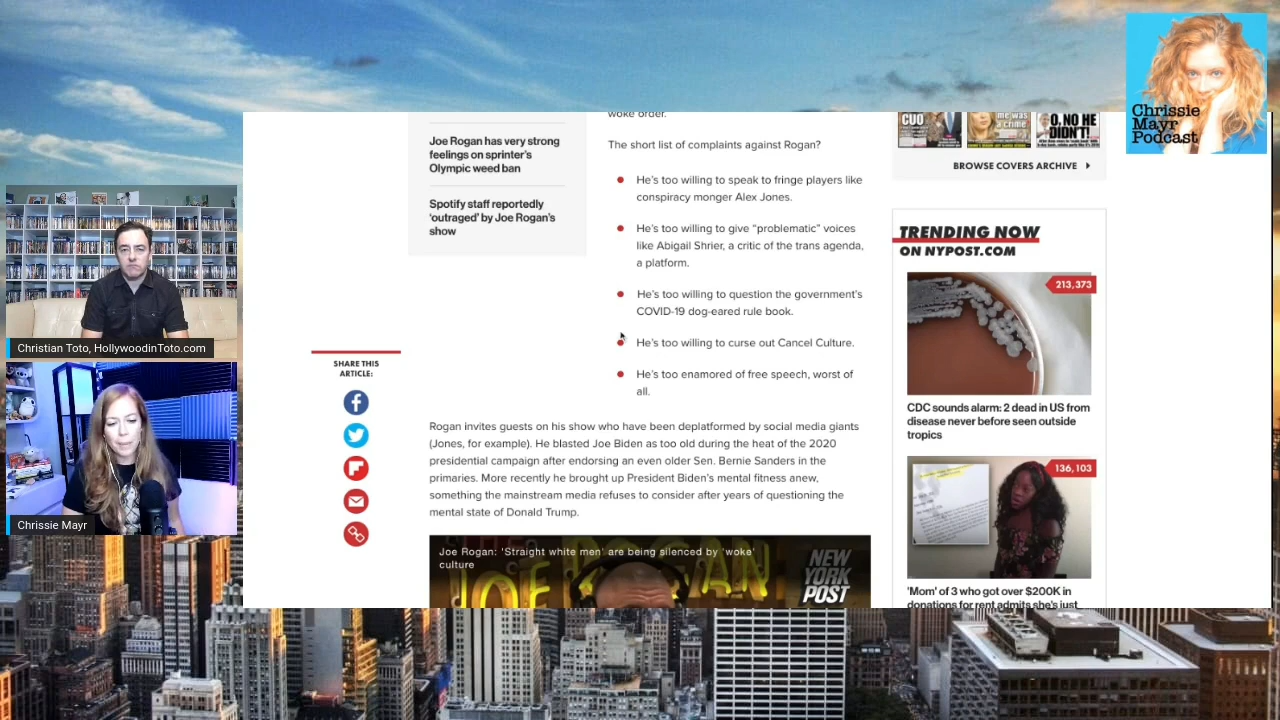 Chrissie
Mayr
Podcast
woke order.
Joe Rogan has very strong
feelings on sprinter's
Olympic weed ban
Spotify staff reportedly
'outraged' by Joe Rogan's
show
The short list of complaints against Rogan?
He's too willing to speak to fringe players like
conspiracy monger Alex Jones.
He's too willing to give “problematic” voices
like Abigail Shrier, a critic of the trans agenda,
a platform.
He's too willing to question the government's
COVID-19 dog-eared rule book.
He's too willing to curse out Cancel Culture.
He's too enamored of free speech, worst of
all.
SHARE THIS
ARTICLE:
Rogan invites guests on his show who have been deplatformed by social media giants
(Jones, for example). He blasted Joe Biden as too old during the heat of the 2020
presidential campaign after endorsing an even older Sen. Bernie Sanders in the
primaries. More recently he brought up President Biden's mental fitness anew,
something the mainstream media refuses to consider after years of questioning the
mental state of Donald Trump.
Joe Rogan: 'Straight white men' are being silenced by 'woke'
culture
JOE ROGAN
NEW
YORK
POST
CUO
me was
a crime
O, NO HE
DIDN'T!
BROWSE COVERS ARCHIVE
TRENDING NOW
ON NYPOST.COM
213,373
CDC sounds alarm: 2 dead in US from
disease never before seen outside
tropics
136,103
'Mom' of 3 who got over $200K in
donations for rent admits she's just
Christian Toto, HollywoodinToto.com
Chrissie Mayr